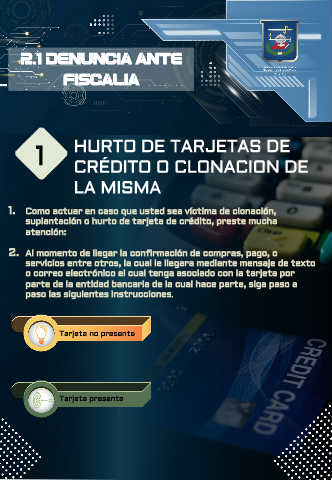 2.1 DENUNCIA ANTE
FISCALIA
1
HURTO DE TARJETAS DE
CRÉDITO O CLONACION DE
LA MISMA
1. Como actuar en caso que usted sea víctima de clonación,
suplantación o hurto de tarjeta de crédito, preste mucha
atención:
2. Al momento de llegar la confirmación de compras, pago, o
servicios entre otros, la cual le llegara mediante mensaje de texto
o correo electrónico el cual tenga asociado con la tarjeta por
parte de la entidad bancaria de la cual hace parte, siga paso a
paso las siguientes instrucciones.
Tarjeta no presente
Tarjeta presente
CREDIT CARD